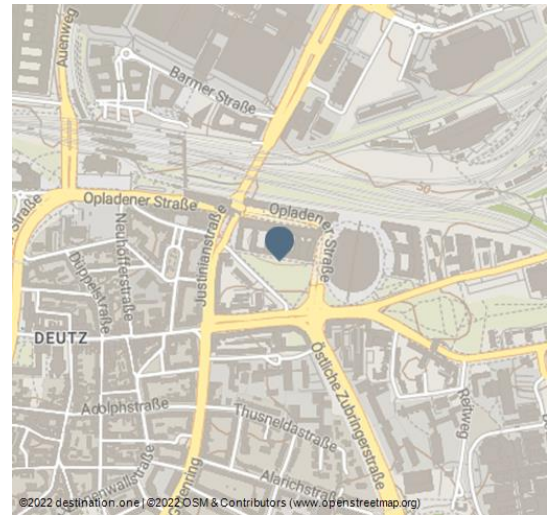 Auenweg
Barmer Straße
50
Opladener Straße
Opladener Straße
Straße
Neuhöfferstraße
Justinianstraße
Düppelstraße
DEUTZ
Östliche Zubringerstraße
Reitweg
Adolphstraße
Thusneldastraße
Alarichstraße
©2022 destination.one | ©2022 OSM & Contributors (www.openstreetmap.org)